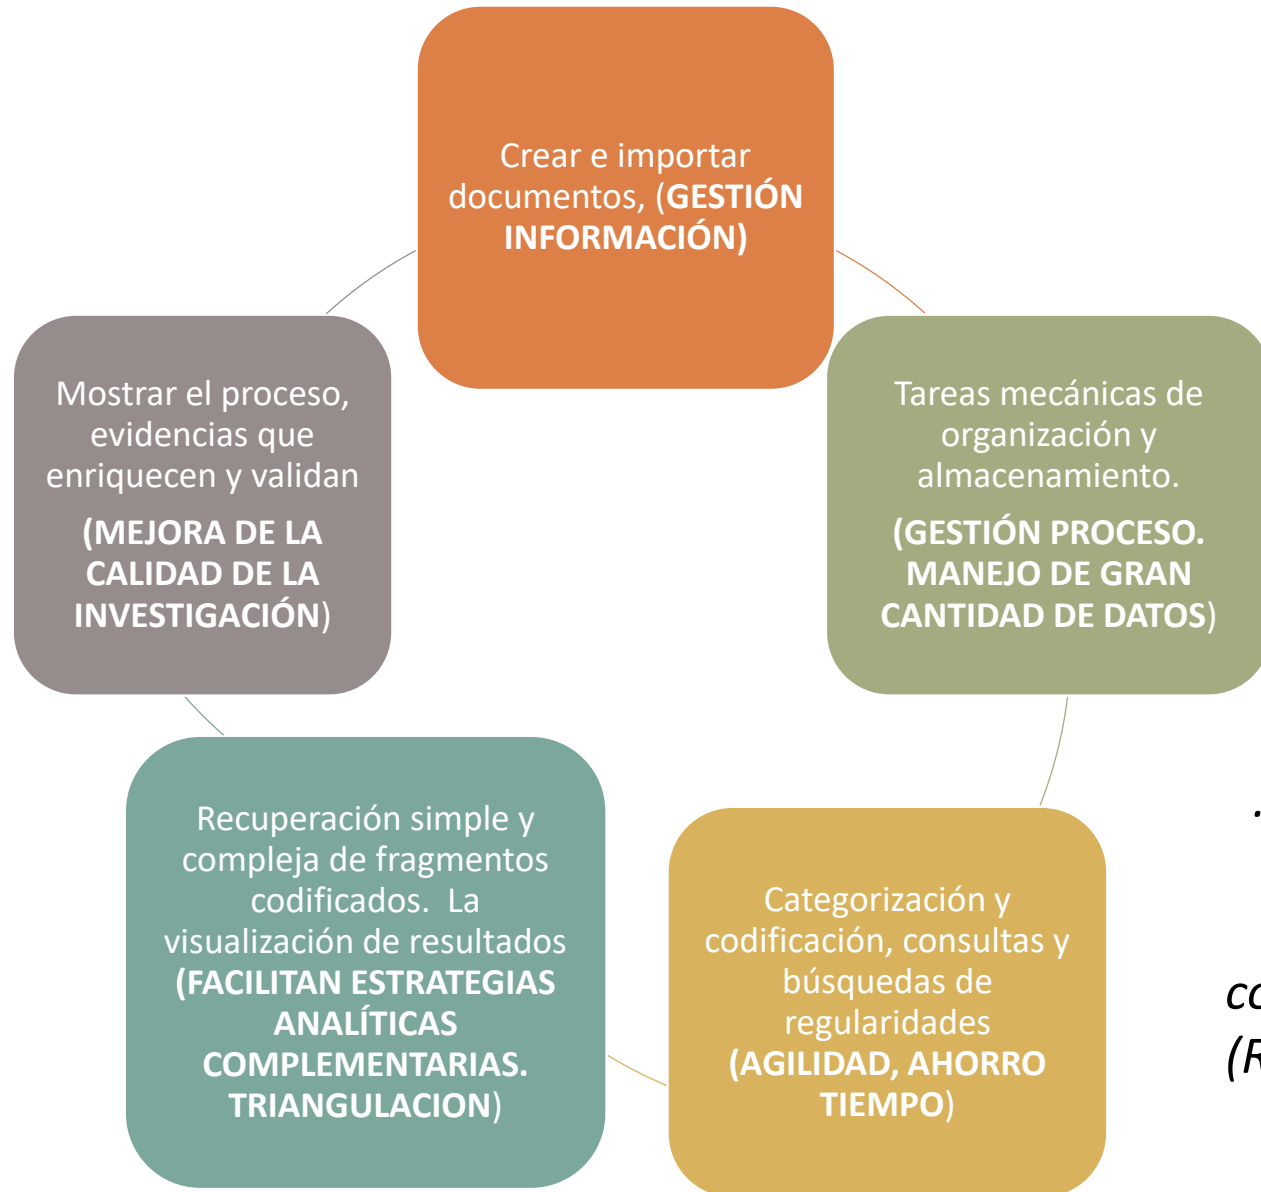 Crear e importar
documentos, (GESTIÓN
INFORMACIÓN)
Mostrar el proceso,
evidencias que
enriquecen y validan
(MEJORA DE LA
CALIDAD DE LA
INVESTIGACIÓN)
Tareas mecánicas de
organización y
almacenamiento.
(GESTIÓN PROCESO.
MANEJO DE GRAN
CANTIDAD DE DATOS)
Recuperación simple y
compleja de fragmentos
codificados. La
visualización de resultados
(FACILITAN ESTRATEGIAS
ANALÍTICAS
COMPLEMENTARIAS.
TRIANGULACION)
Categorización y
codificación, consultas y
búsquedas de
regularidades
(AGILIDAD, AHORRO
TIEMPO)